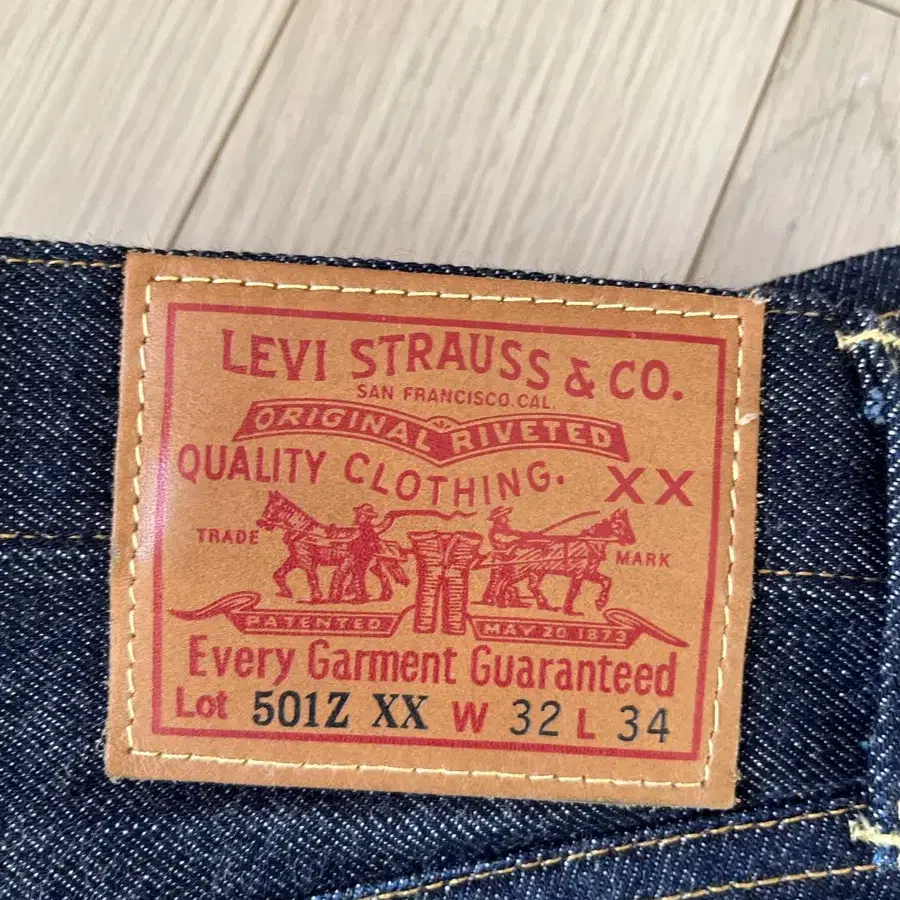 LEVI STRAUSS & CO.
SAN FRANCISCO, CAL.
ORIGINAL RIVETED
QUALITY CLOTHING. XX
TRADE MARK
PATENTED MAY 20 1873
Every Garment Guaranteed
Lot 501Z XX W 32 L 34